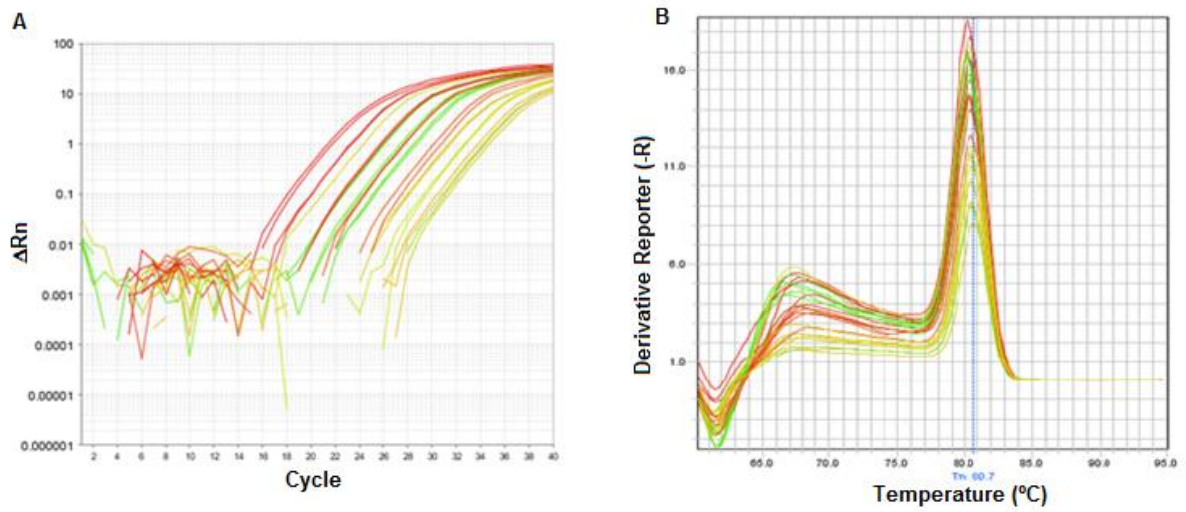 A
100
10
1
0.1
0.01
0.001
0.0001
0.00001
0.000001
ΔRn
2 4 6 8 10 12 14 16 18 20 22 24 26 28 30 32 34 36 38 40
Cycle
B
16.0
11.0
6.0
1.0
Derivative Reporter (-R)
65.0 70.0 75.0 80.0 85.0 90.0 95.0
Tm: 80.7
Temperature (ºC)